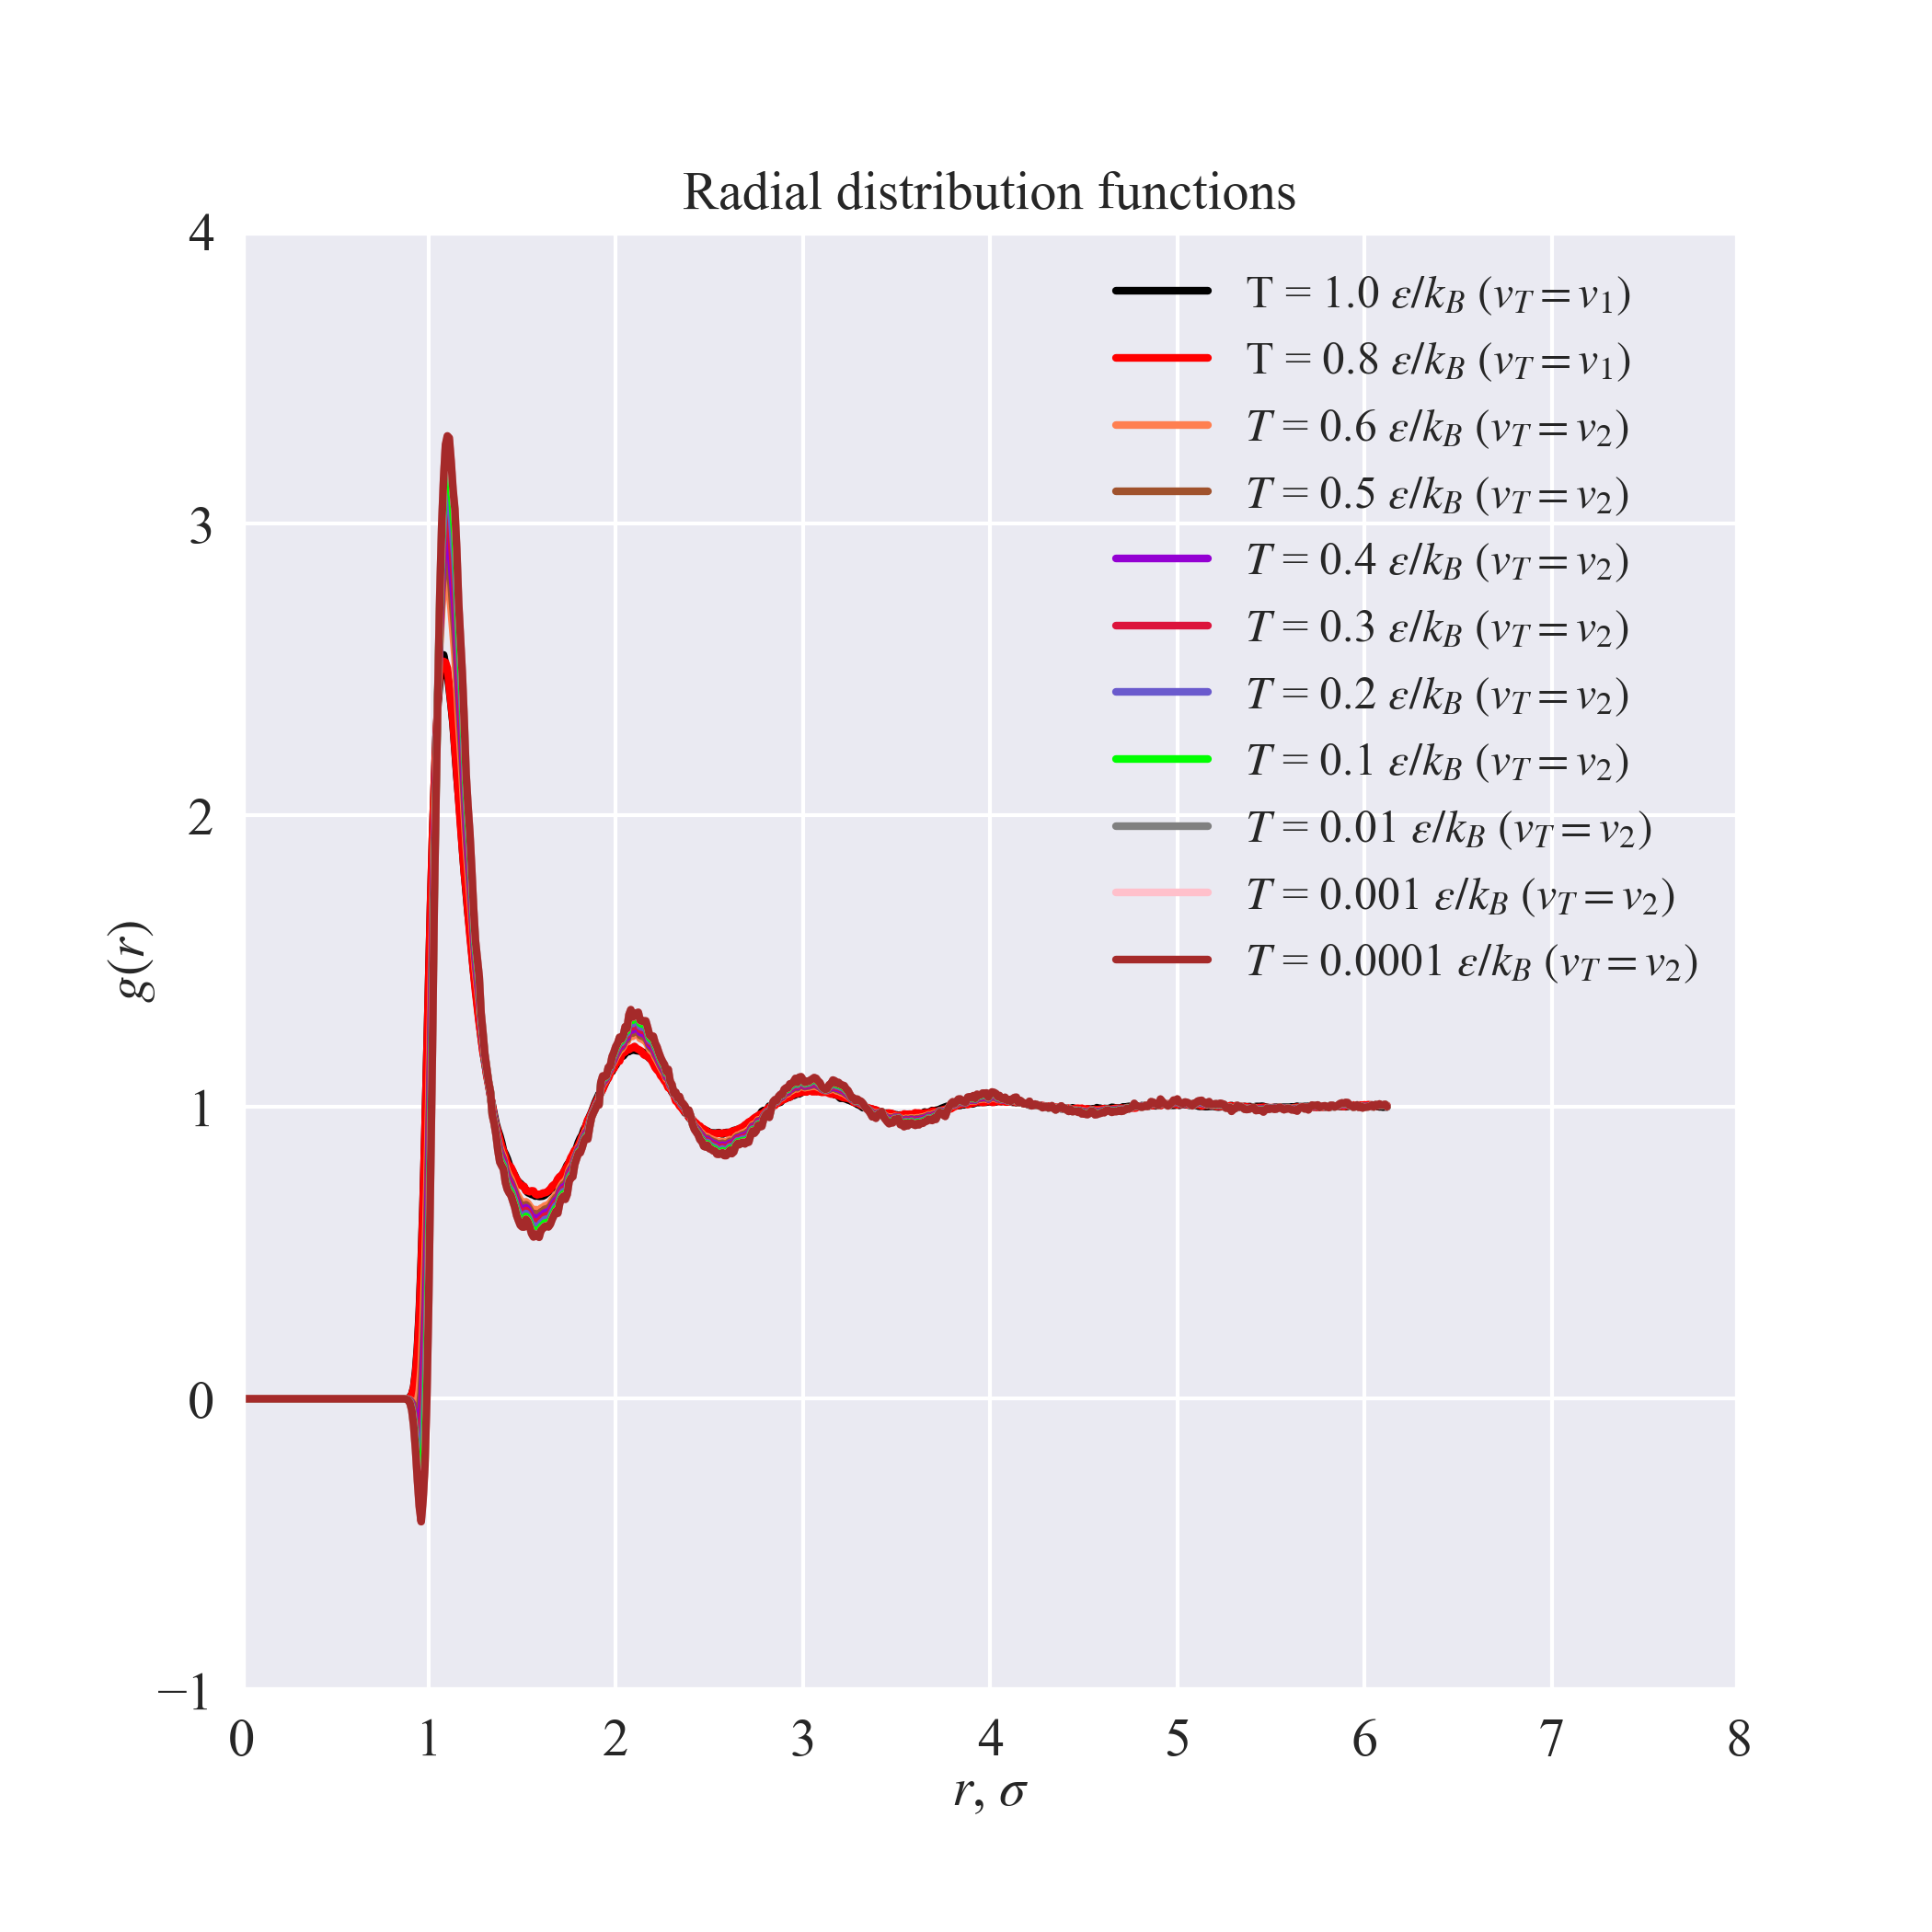 Radial distribution functions
4
3
2
1
0
−1
g(r)
T = 1.0 ε/k_B (v_T = v_1)
T = 0.8 ε/k_B (v_T = v_1)
T = 0.6 ε/k_B (v_T = v_2)
T = 0.5 ε/k_B (v_T = v_2)
T = 0.4 ε/k_B (v_T = v_2)
T = 0.3 ε/k_B (v_T = v_2)
T = 0.2 ε/k_B (v_T = v_2)
T = 0.1 ε/k_B (v_T = v_2)
T = 0.01 ε/k_B (v_T = v_2)
T = 0.001 ε/k_B (v_T = v_2)
T = 0.0001 ε/k_B (v_T = v_2)
0 1 2 3 4 5 6 7 8
r, σ